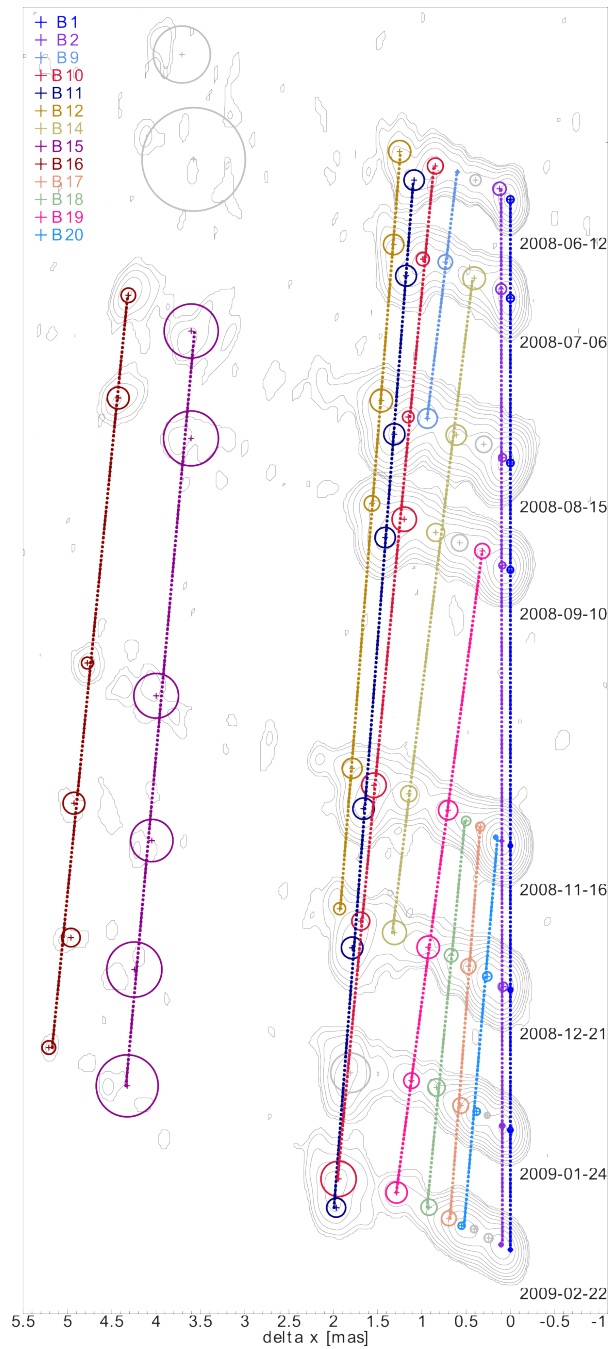 + B1
+ B2
+ B9
+ B10
+ B11
+ B12
+ B14
+ B15
+ B16
+ B17
+ B18
+ B19
+ B20
2008-06-12
2008-07-06
2008-08-15
2008-09-10
2008-11-16
2008-12-21
2009-01-24
2009-02-22
5.5 5 4.5 4 3.5 3 2.5 2 1.5 1 0.5 0 -0.5 -1
delta x [mas]